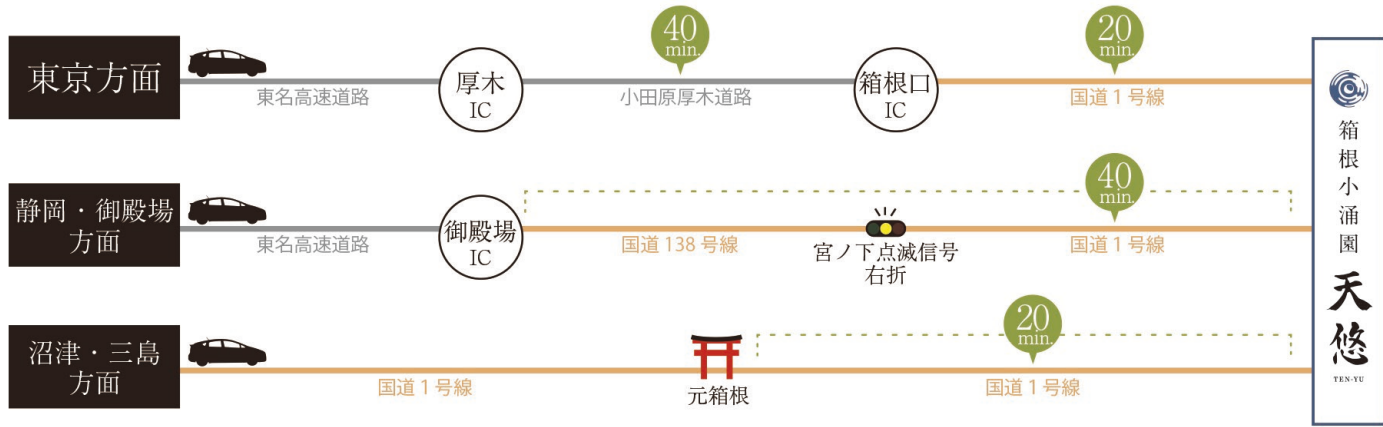 東京方面
東名高速道路
厚木
IC
40
min.
小田原厚木道路
箱根口
IC
20
min.
国道1号線
静岡・御殿場
方面
東名高速道路
御殿場
IC
国道138号線
宮ノ下点滅信号
右折
40
min.
国道1号線
沼津・三島
方面
国道1号線
元箱根
20
min.
国道1号線
箱根小涌園
天悠
TEN-YU